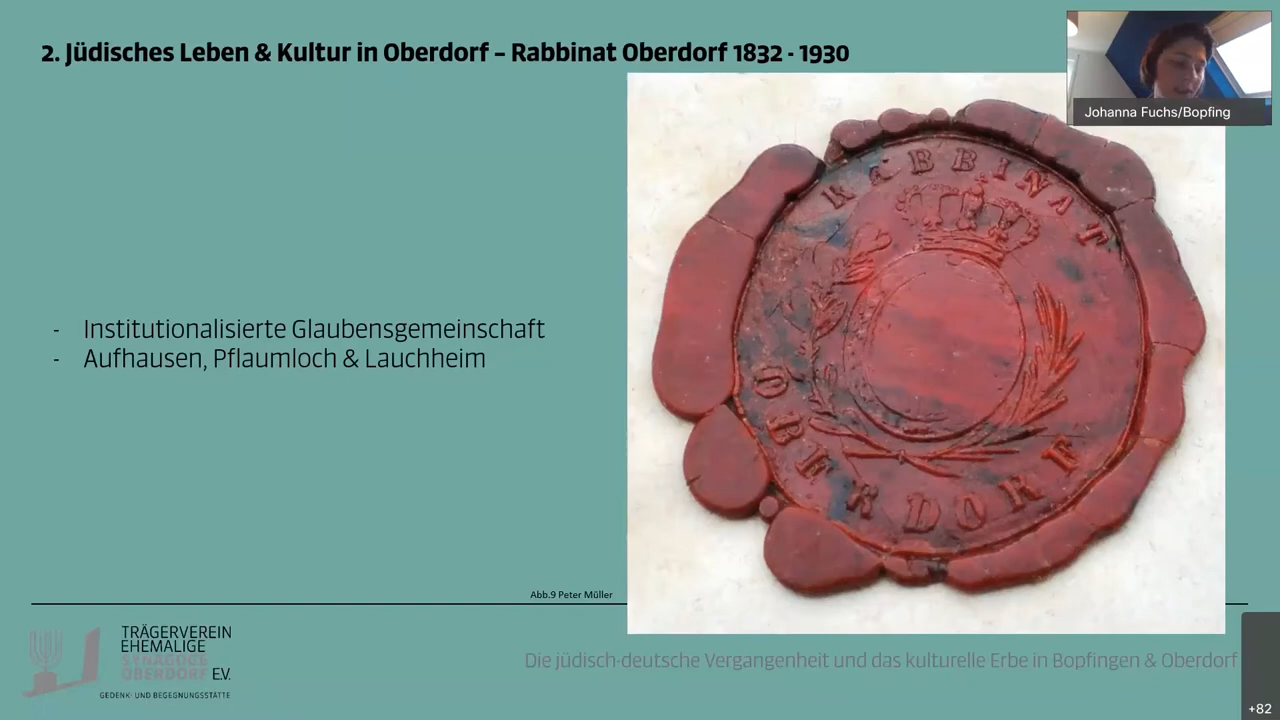 2. Jüdisches Leben & Kultur in Oberdorf – Rabbinat Oberdorf 1832 - 1930
Johanna Fuchs/Bopfing
RABBINAT
OBERDORF
- Institutionalisierte Glaubensgemeinschaft
- Aufhausen, Pflaumloch & Lauchheim
Abb.9 Peter Müller
TRÄGERVEREIN
EHEMALIGE
SYNAGOGE
OBERDORF E.V.
GEDENK- UND BEGEGNUNGSSTÄTTE
Die jüdisch-deutsche Vergangenheit und das kulturelle Erbe in Bopfingen & Oberdorf
+82